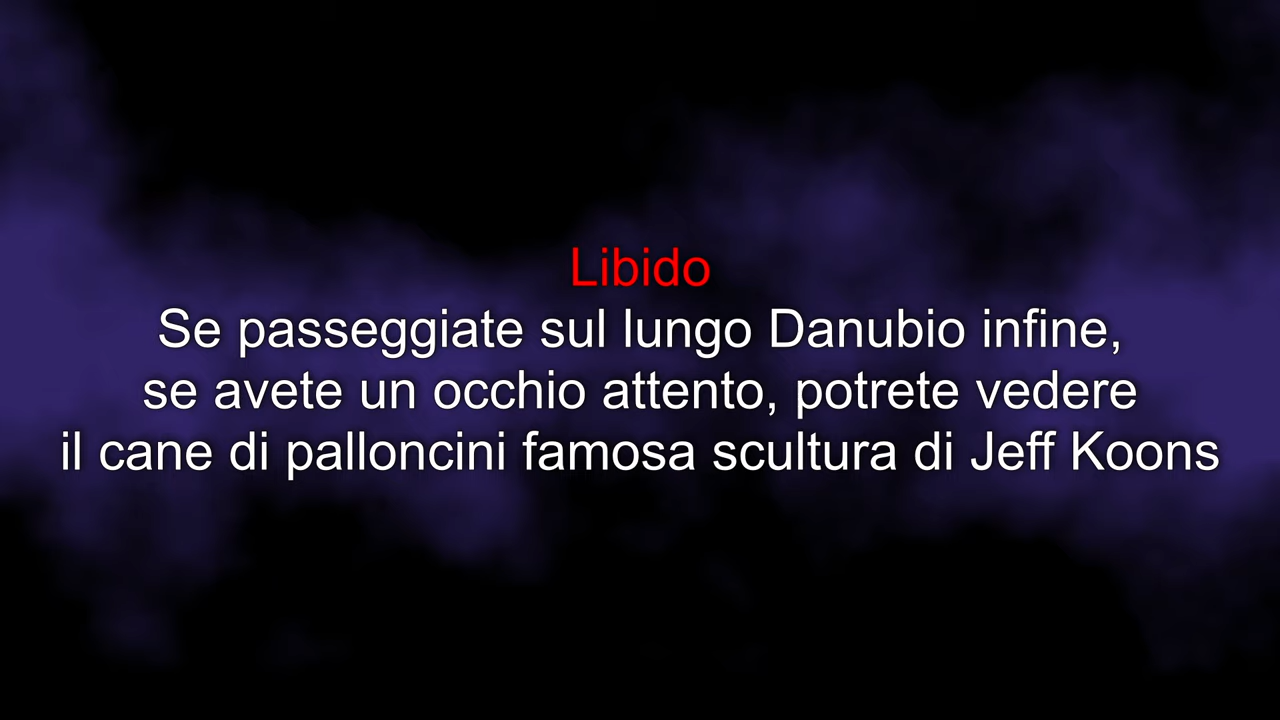 Libido
Se passeggiate sul lungo Danubio infine,
se avete un occhio attento, potrete vedere
il cane di palloncini famosa scultura di Jeff Koons